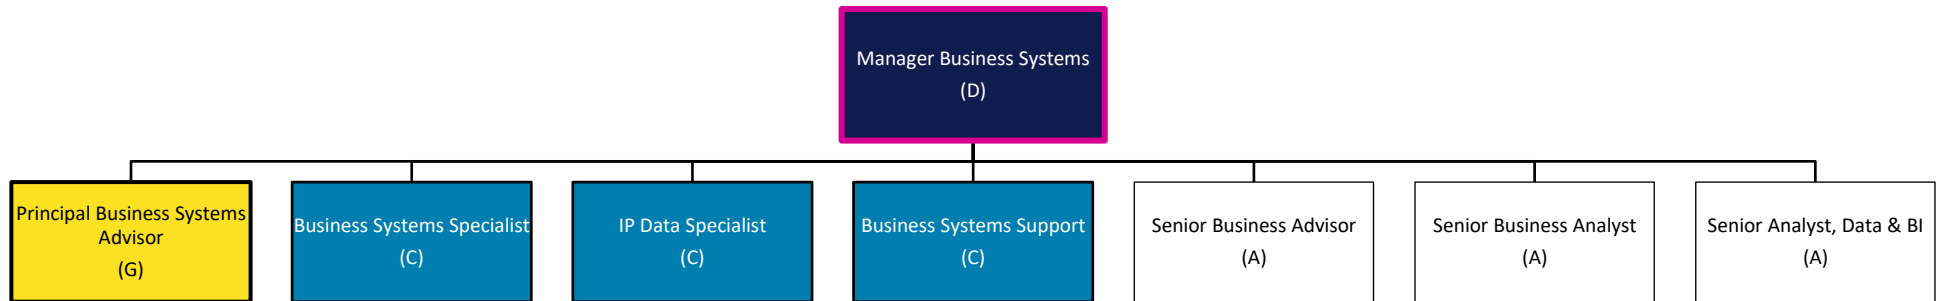 Manager Business Systems
(D)
Principal Business Systems
Advisor
(G)
Business Systems Specialist
(C)
IP Data Specialist
(C)
Business Systems Support
(C)
Senior Business Advisor
(A)
Senior Business Analyst
(A)
Senior Analyst, Data & BI
(A)